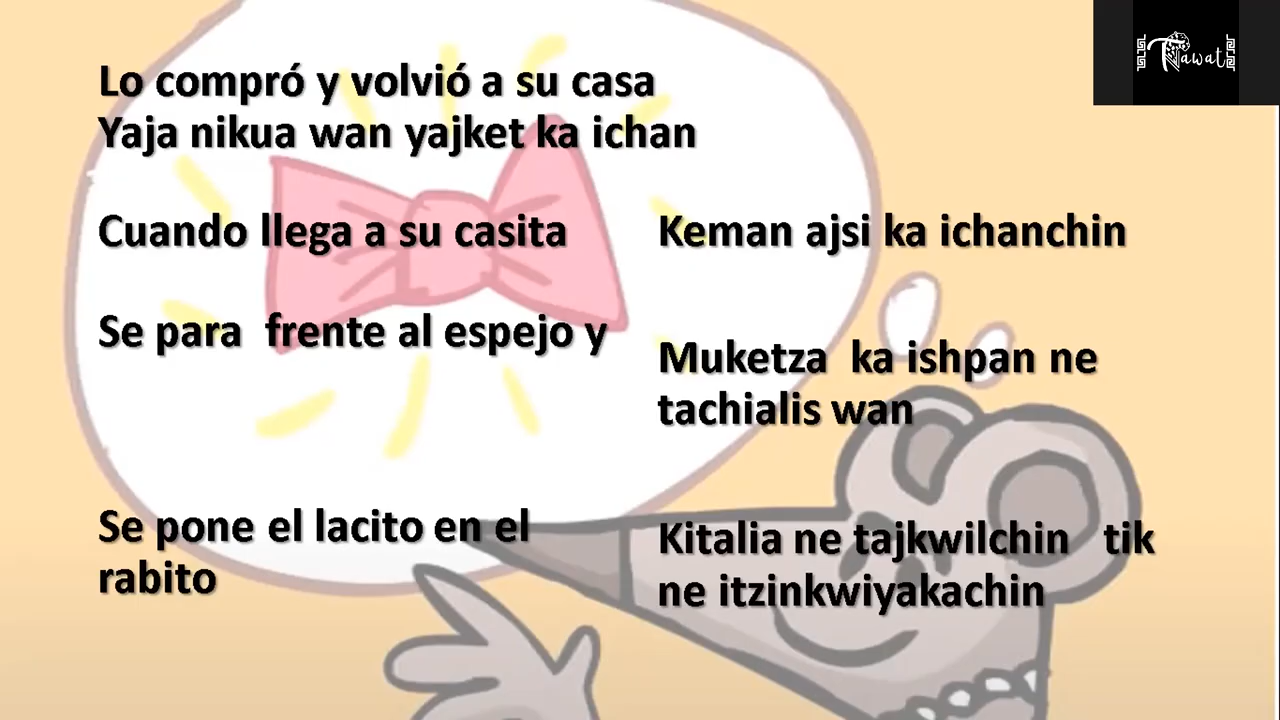 Lo compró y volvió a su casa
Yaja nikua wan yajket ka ichan
Cuando llega a su casita
Keman ajsi ka ichanchin
Se para frente al espejo y
Muketza ka ishpan ne
tachialis wan
Se pone el lacito en el
rabito
Kitalia ne tajkwilchin tik
ne itzinkwiyakachin
Tawat